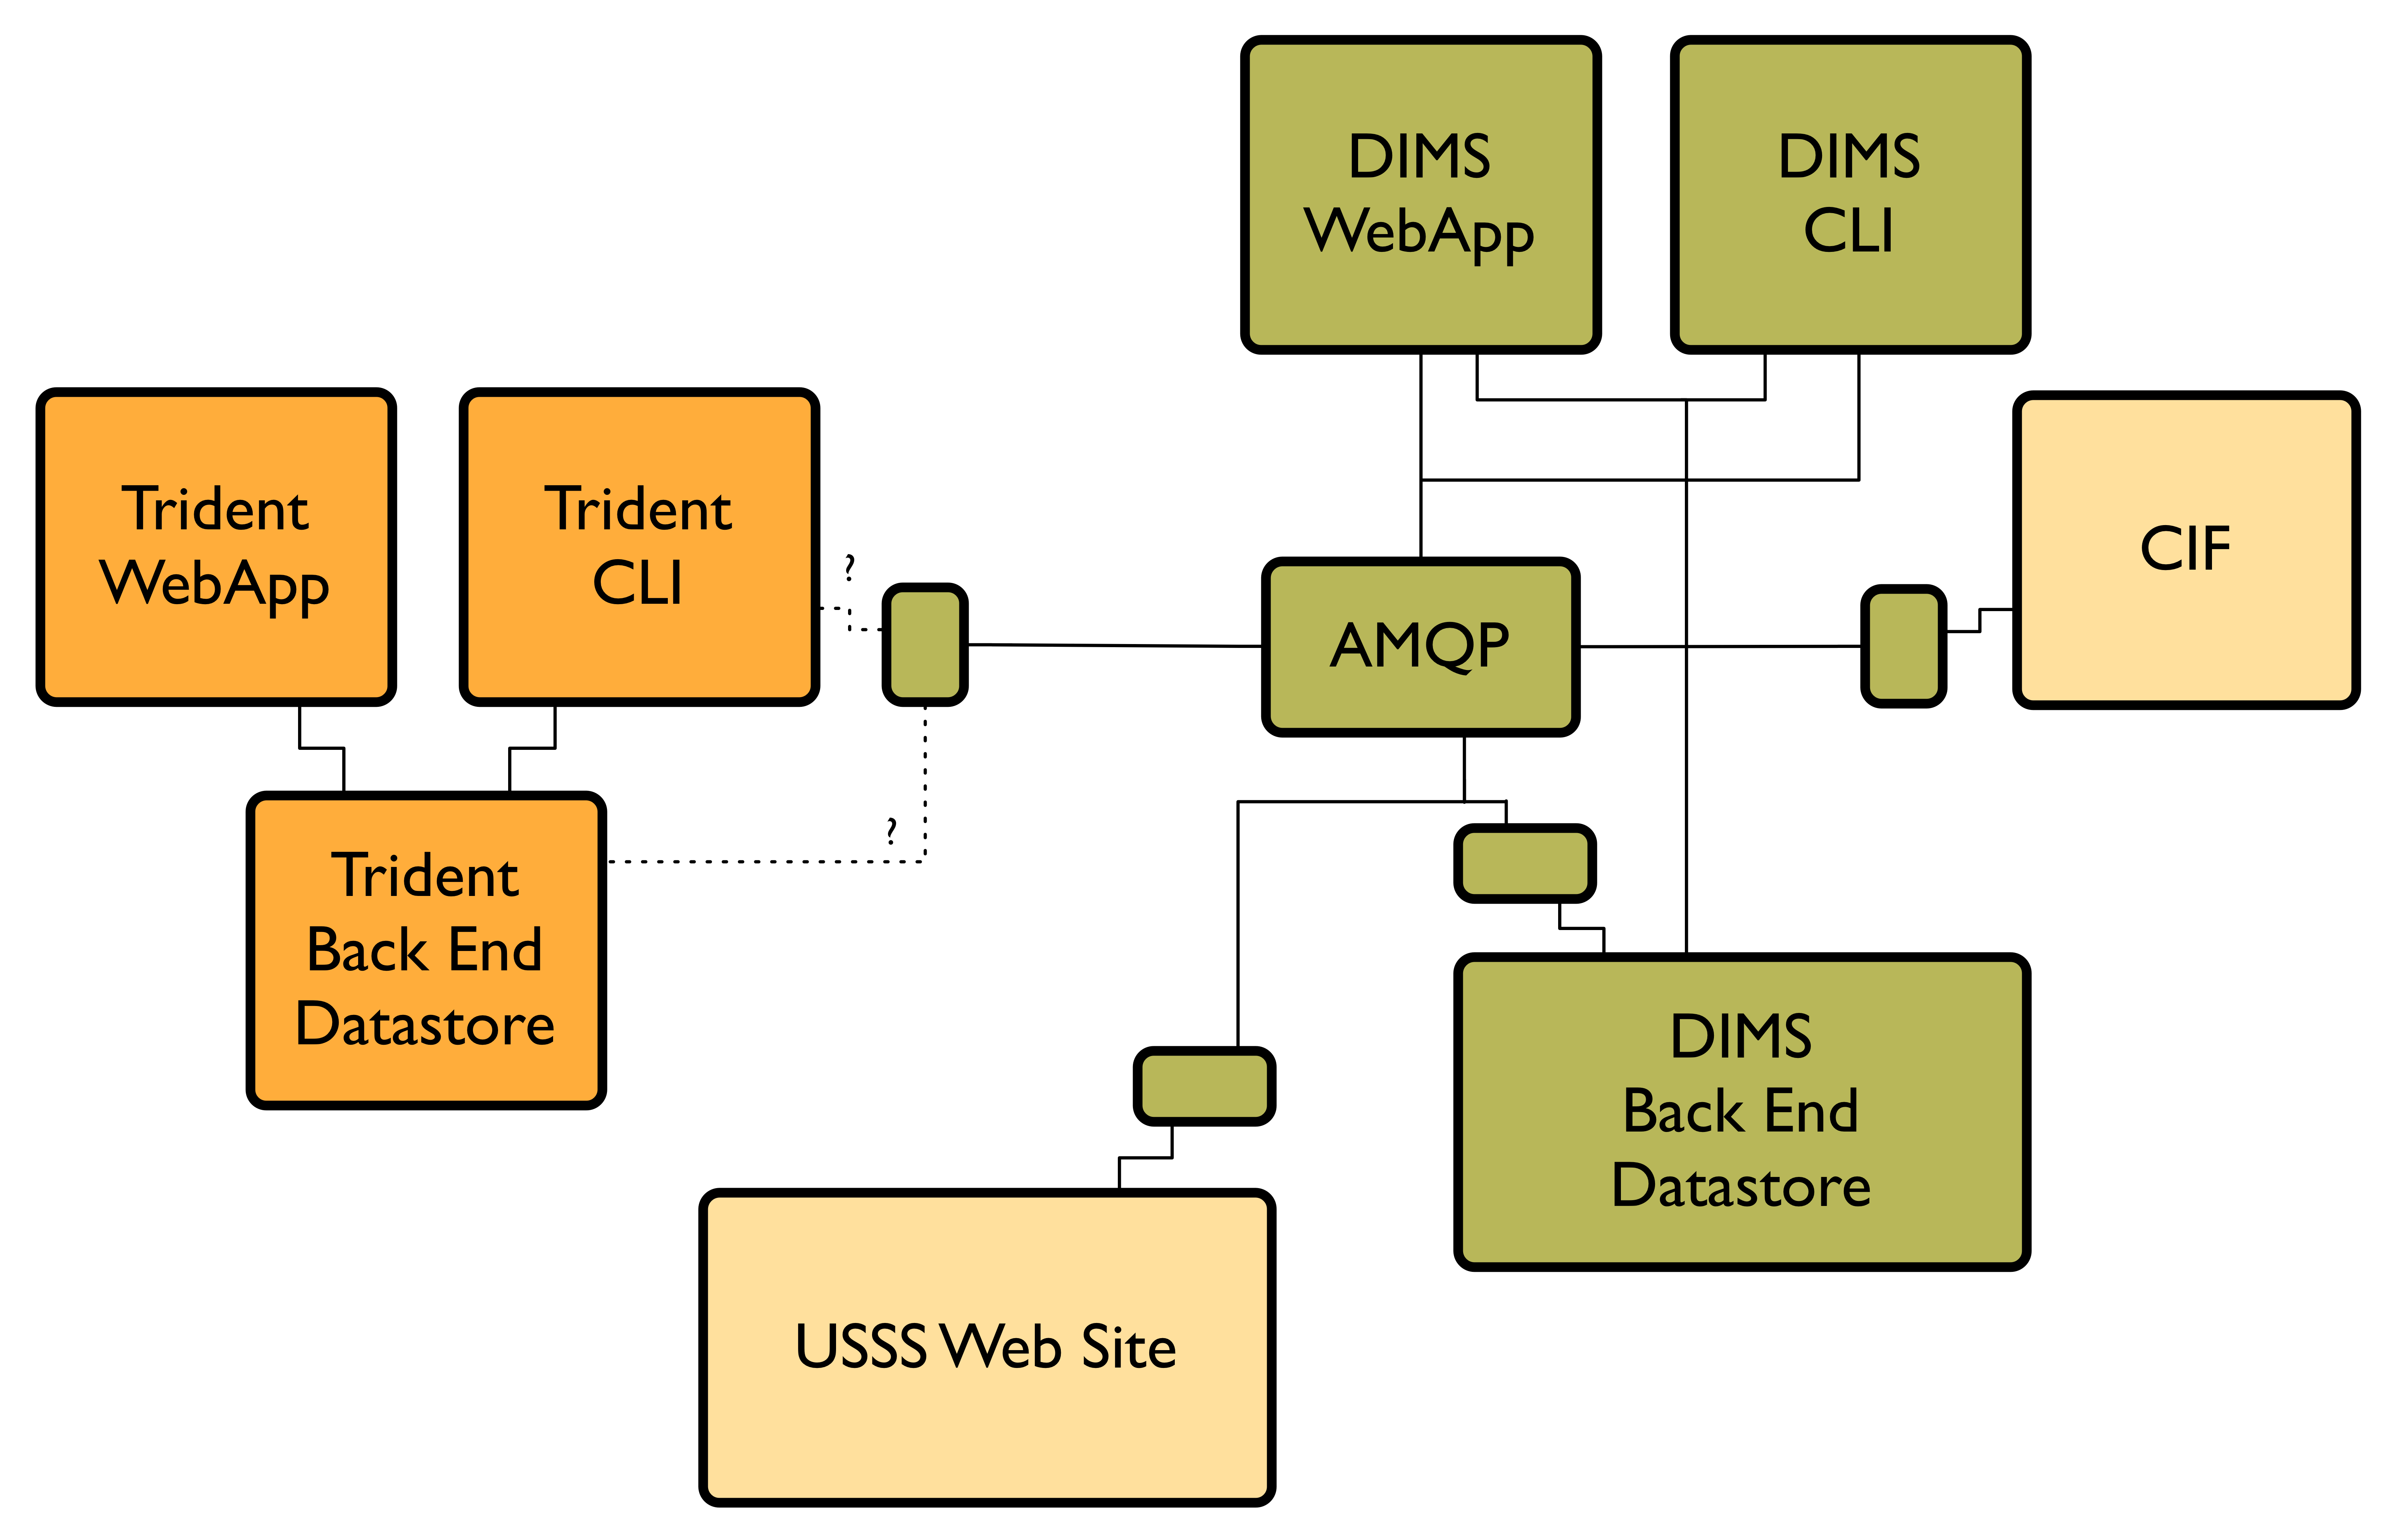 DIMS
WebApp
DIMS
CLI
Trident
WebApp
Trident
CLI
?
AMQP
CIF
?
Trident
Back End
Datastore
DIMS
Back End
Datastore
USSS Web Site